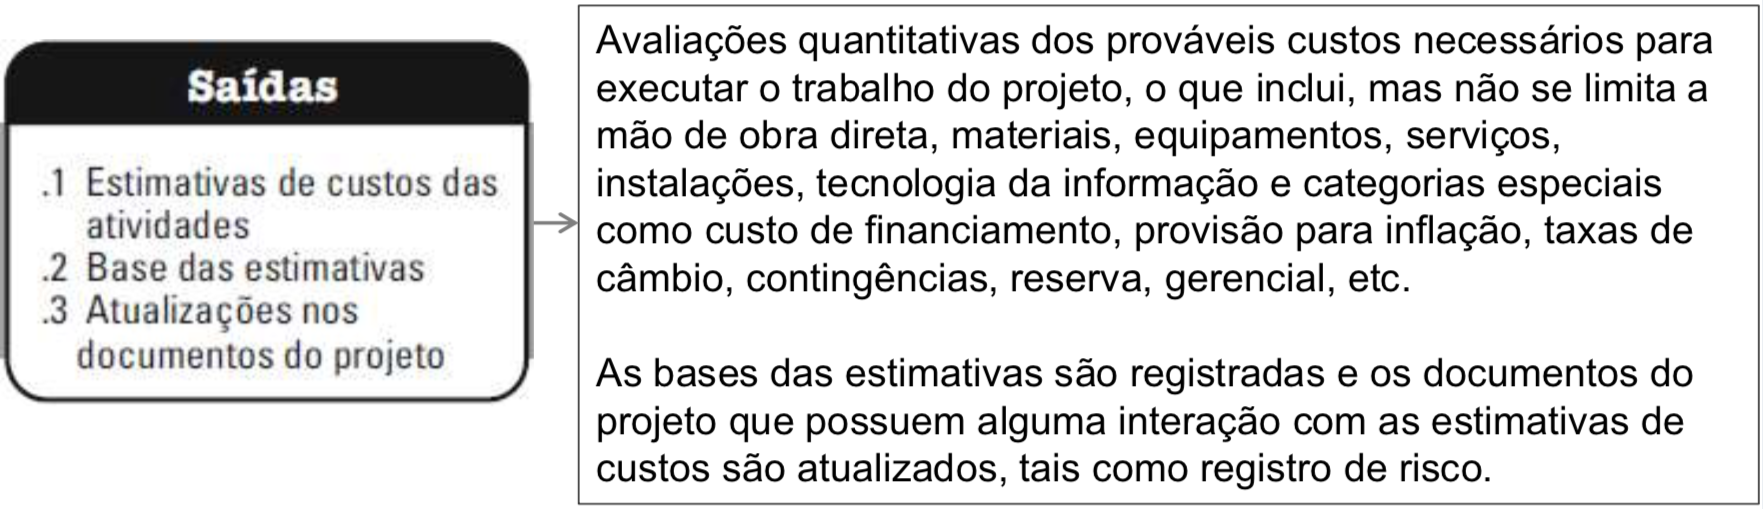 Saídas
.1 Estimativas de custos das
atividades
.2 Base das estimativas
.3 Atualizações nos
documentos do projeto
Avaliações quantitativas dos prováveis custos necessários para
executar o trabalho do projeto, o que inclui, mas não se limita a
mão de obra direta, materiais, equipamentos, serviços,
instalações, tecnologia da informação e categorias especiais
como custo de financiamento, provisão para inflação, taxas de
câmbio, contingências, reserva, gerencial, etc.
As bases das estimativas são registradas e os documentos do
projeto que possuem alguma interação com as estimativas de
custos são atualizados, tais como registro de risco.